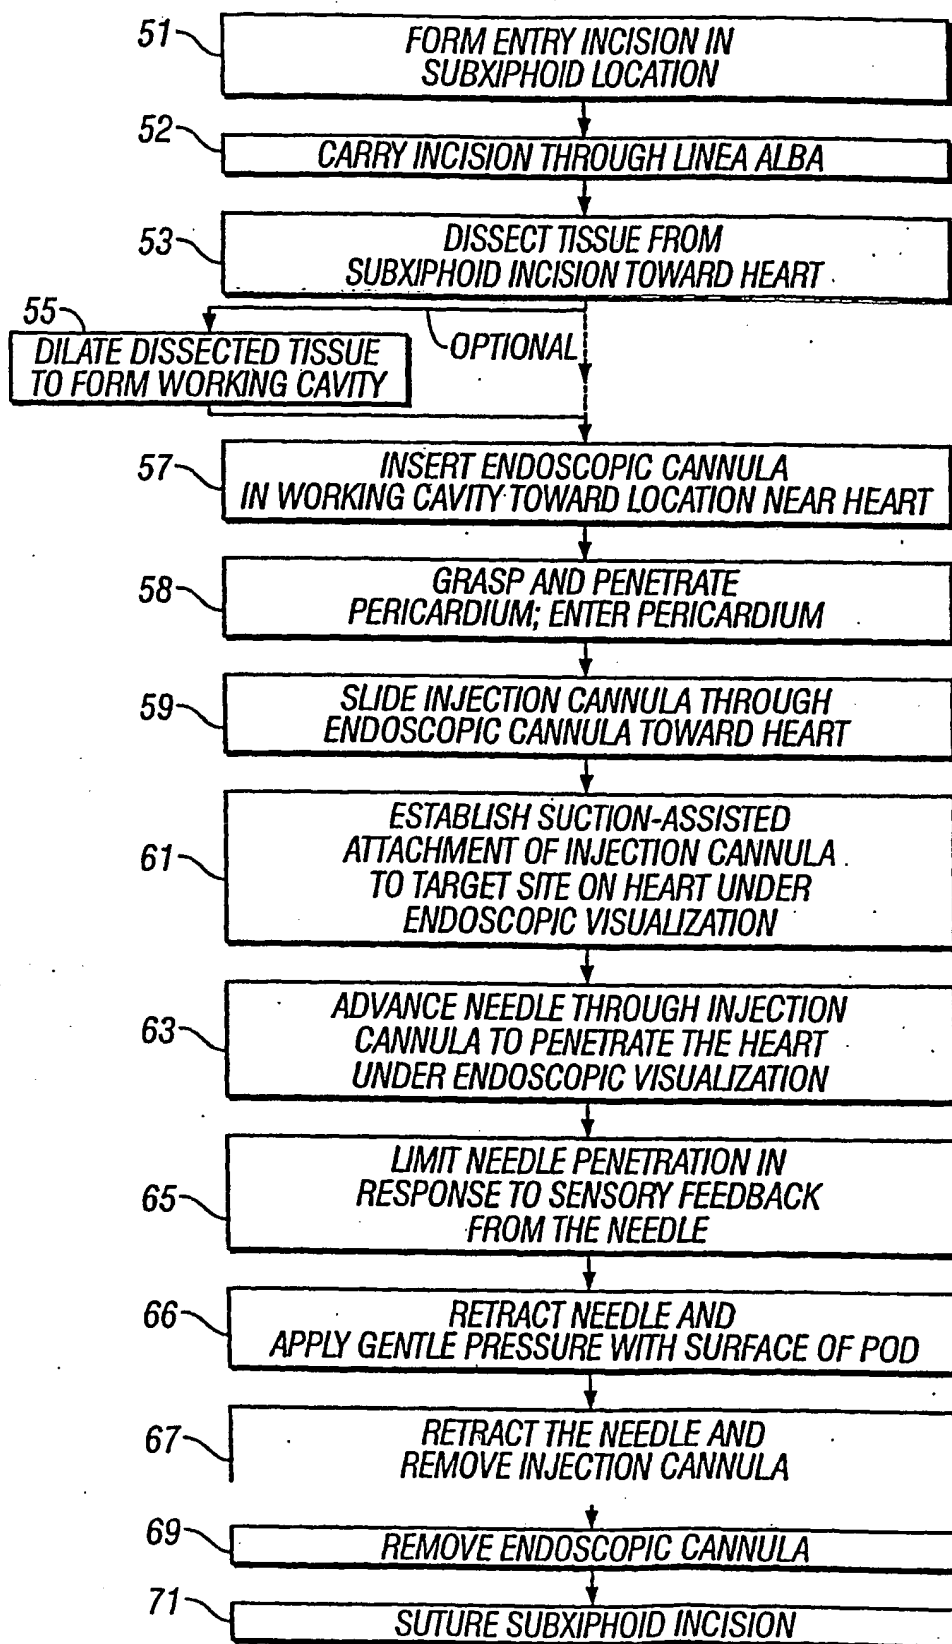 51
FORM ENTRY INCISION IN
SUBXIPHOID LOCATION
52
CARRY INCISION THROUGH LINEA ALBA
53
DISSECT TISSUE FROM
SUBXIPHOID INCISION TOWARD HEART
55
OPTIONAL
DILATE DISSECTED TISSUE
TO FORM WORKING CAVITY
57
INSERT ENDOSCOPIC CANNULA
IN WORKING CAVITY TOWARD LOCATION NEAR HEART
58
GRASP AND PENETRATE
PERICARDIUM; ENTER PERICARDIUM
59
SLIDE INJECTION CANNULA THROUGH
ENDOSCOPIC CANNULA TOWARD HEART
61
ESTABLISH SUCTION-ASSISTED
ATTACHMENT OF INJECTION CANNULA
TO TARGET SITE ON HEART UNDER
ENDOSCOPIC VISUALIZATION
63
ADVANCE NEEDLE THROUGH INJECTION
CANNULA TO PENETRATE THE HEART
UNDER ENDOSCOPIC VISUALIZATION
65
LIMIT NEEDLE PENETRATION IN
RESPONSE TO SENSORY FEEDBACK
FROM THE NEEDLE
66
RETRACT NEEDLE AND
APPLY GENTLE PRESSURE WITH SURFACE OF POD
67
RETRACT THE NEEDLE AND
REMOVE INJECTION CANNULA
69
REMOVE ENDOSCOPIC CANNULA
71
SUTURE SUBXIPHOID INCISION